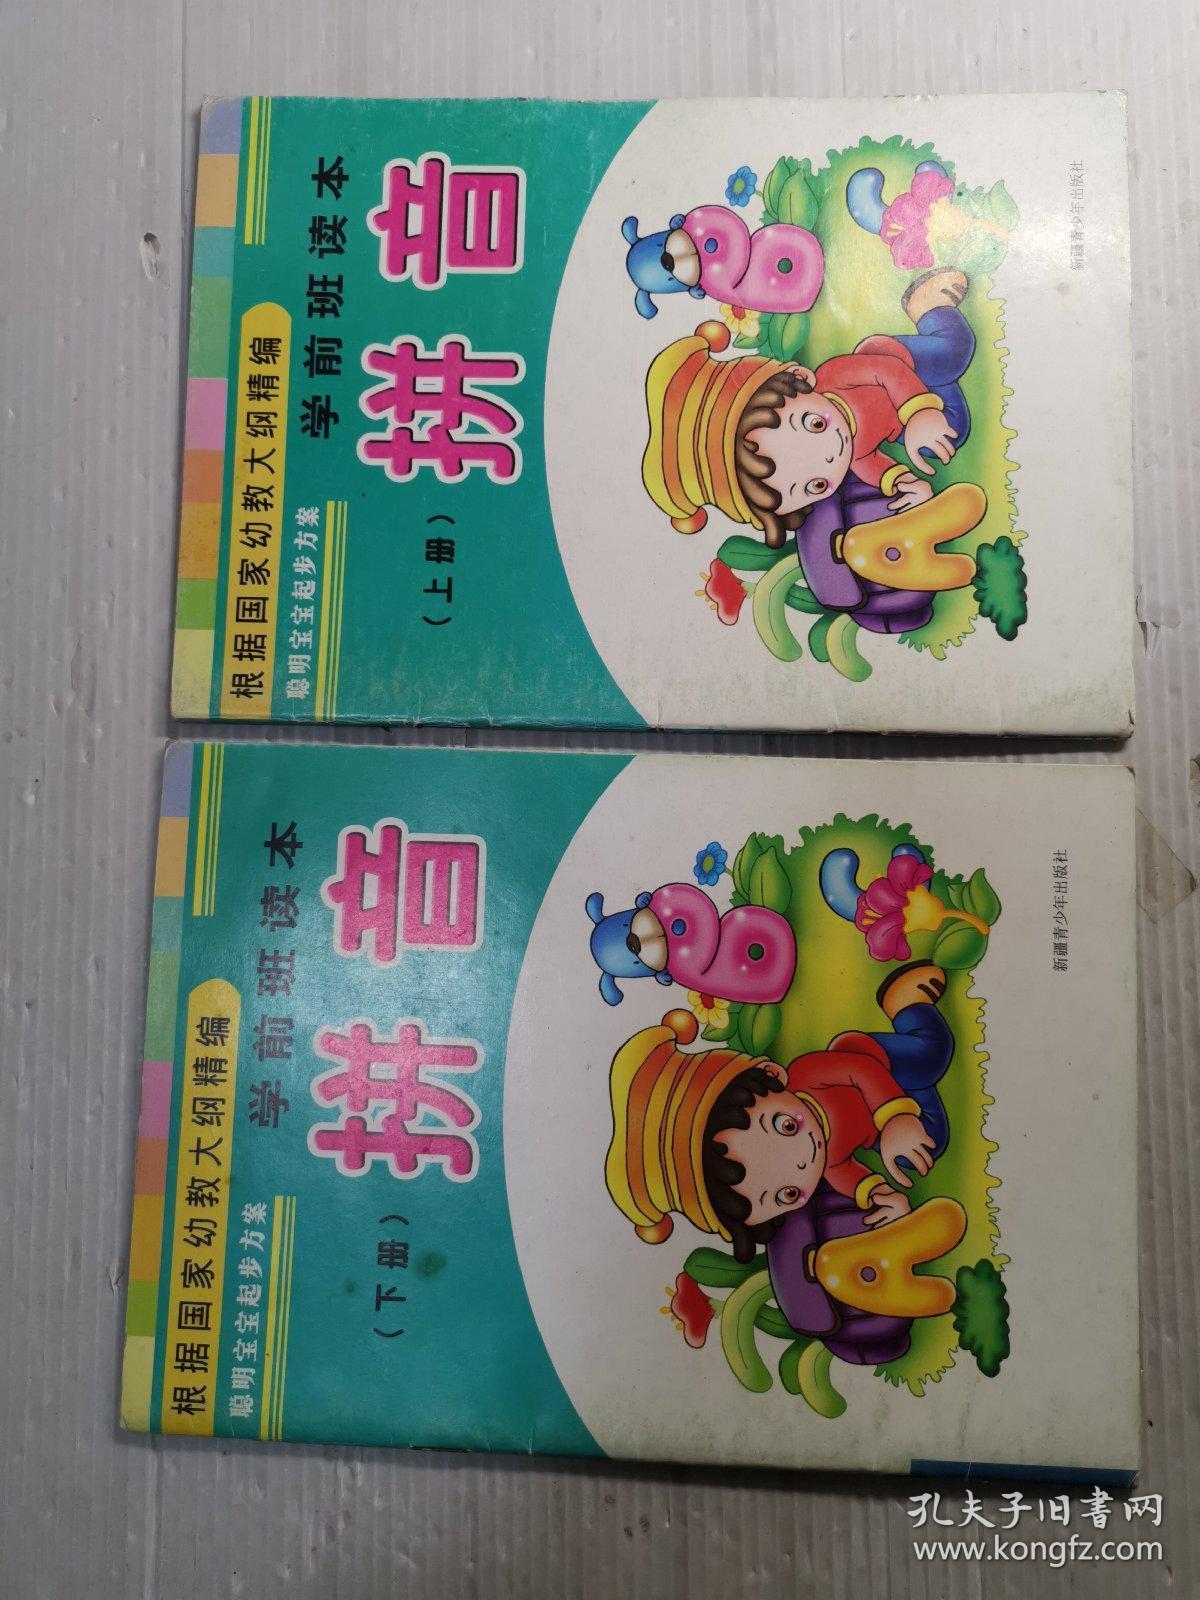 根据国家幼教大纲精编
聪明宝宝起步方案
学前班读本
拼音
（上册）
新疆青少年出版社
根据国家幼教大纲精编
聪明宝宝起步方案
学前班读本
拼音
（下册）
新疆青少年出版社
孔夫子旧书网
www.kongfz.com